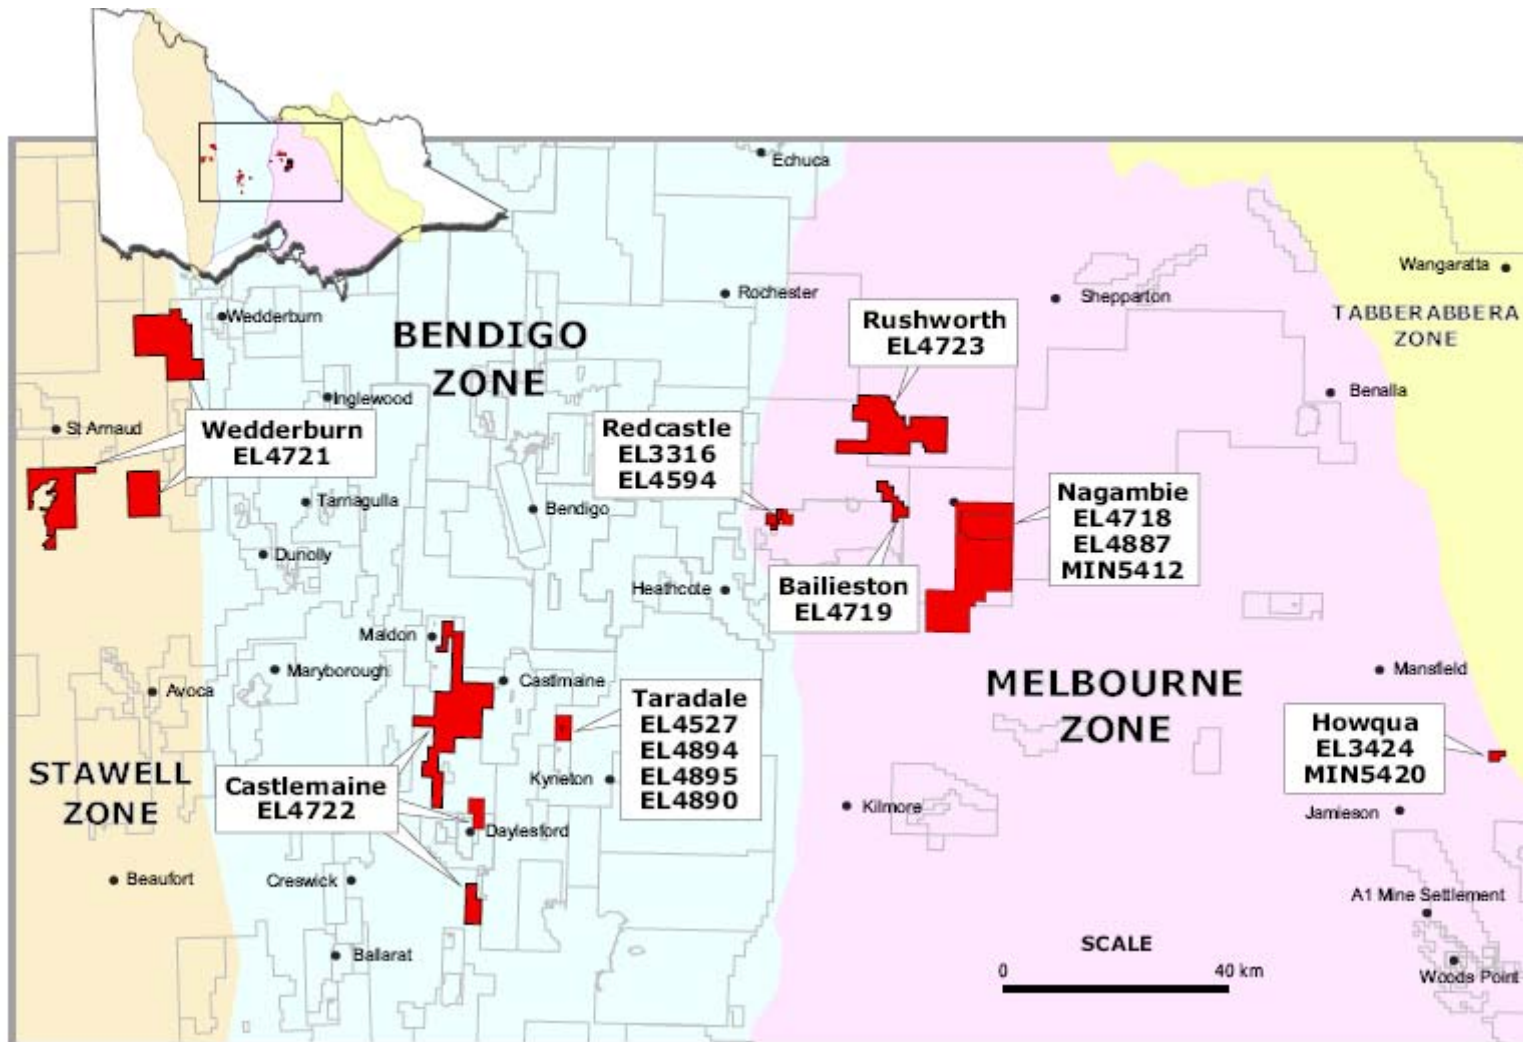 Echuca
Wangaratta
Rochester
Shepparton
Wedderburn
TABBERABBERA
ZONE
BENDIGO
ZONE
Rushworth
EL4723
Benalla
Inglewood
St Arnaud
Wedderburn
EL4721
Redcastle
EL3316
EL4594
Tarnagulla
Bendigo
Nagambie
EL4718
EL4887
MIN5412
Dunolly
Heathcote
Bailieston
EL4719
Maldon
Maryborough
Castlmaine
Avoca
Mansfield
MELBOURNE
ZONE
Taradale
EL4527
EL4894
EL4895
EL4890
Howqua
EL3424
MIN5420
STAWELL
ZONE
Castlemaine
EL4722
Kyneton
Kilmore
Jamieson
Daylesford
Beaufort
Creswick
A1 Mine Settlement
Ballarat
SCALE
0 40 km
Woods Point